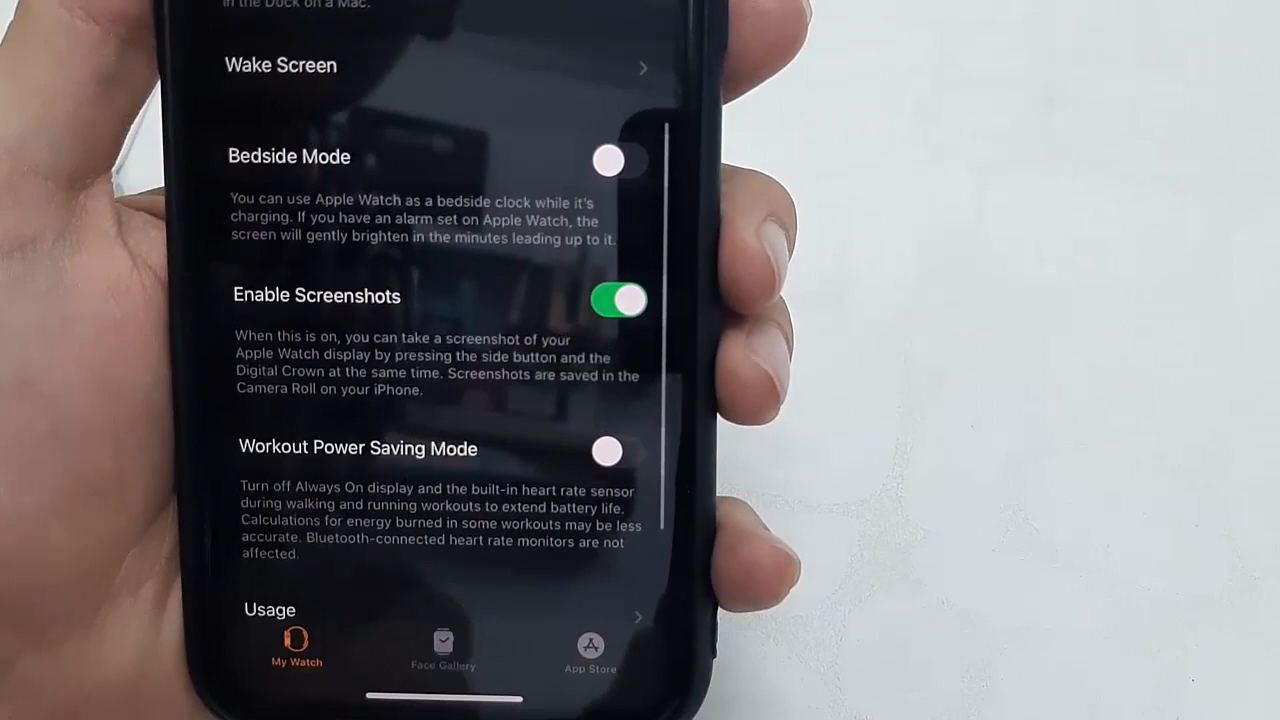 in the Dock on a Mac.
Wake Screen
Bedside Mode
You can use Apple Watch as a bedside clock while it's
charging. If you have an alarm set on Apple Watch, the
screen will gently brighten in the minutes leading up to it.
Enable Screenshots
When this is on, you can take a screenshot of your
Apple Watch display by pressing the side button and the
Digital Crown at the same time. Screenshots are saved in the
Camera Roll on your iPhone.
Workout Power Saving Mode
Turn off Always On display and the built-in heart rate sensor
during walking and running workouts to extend battery life.
Calculations for energy burned in some workouts may be less
accurate. Bluetooth-connected heart rate monitors are not
affected.
Usage
My Watch
Face Gallery
App Store